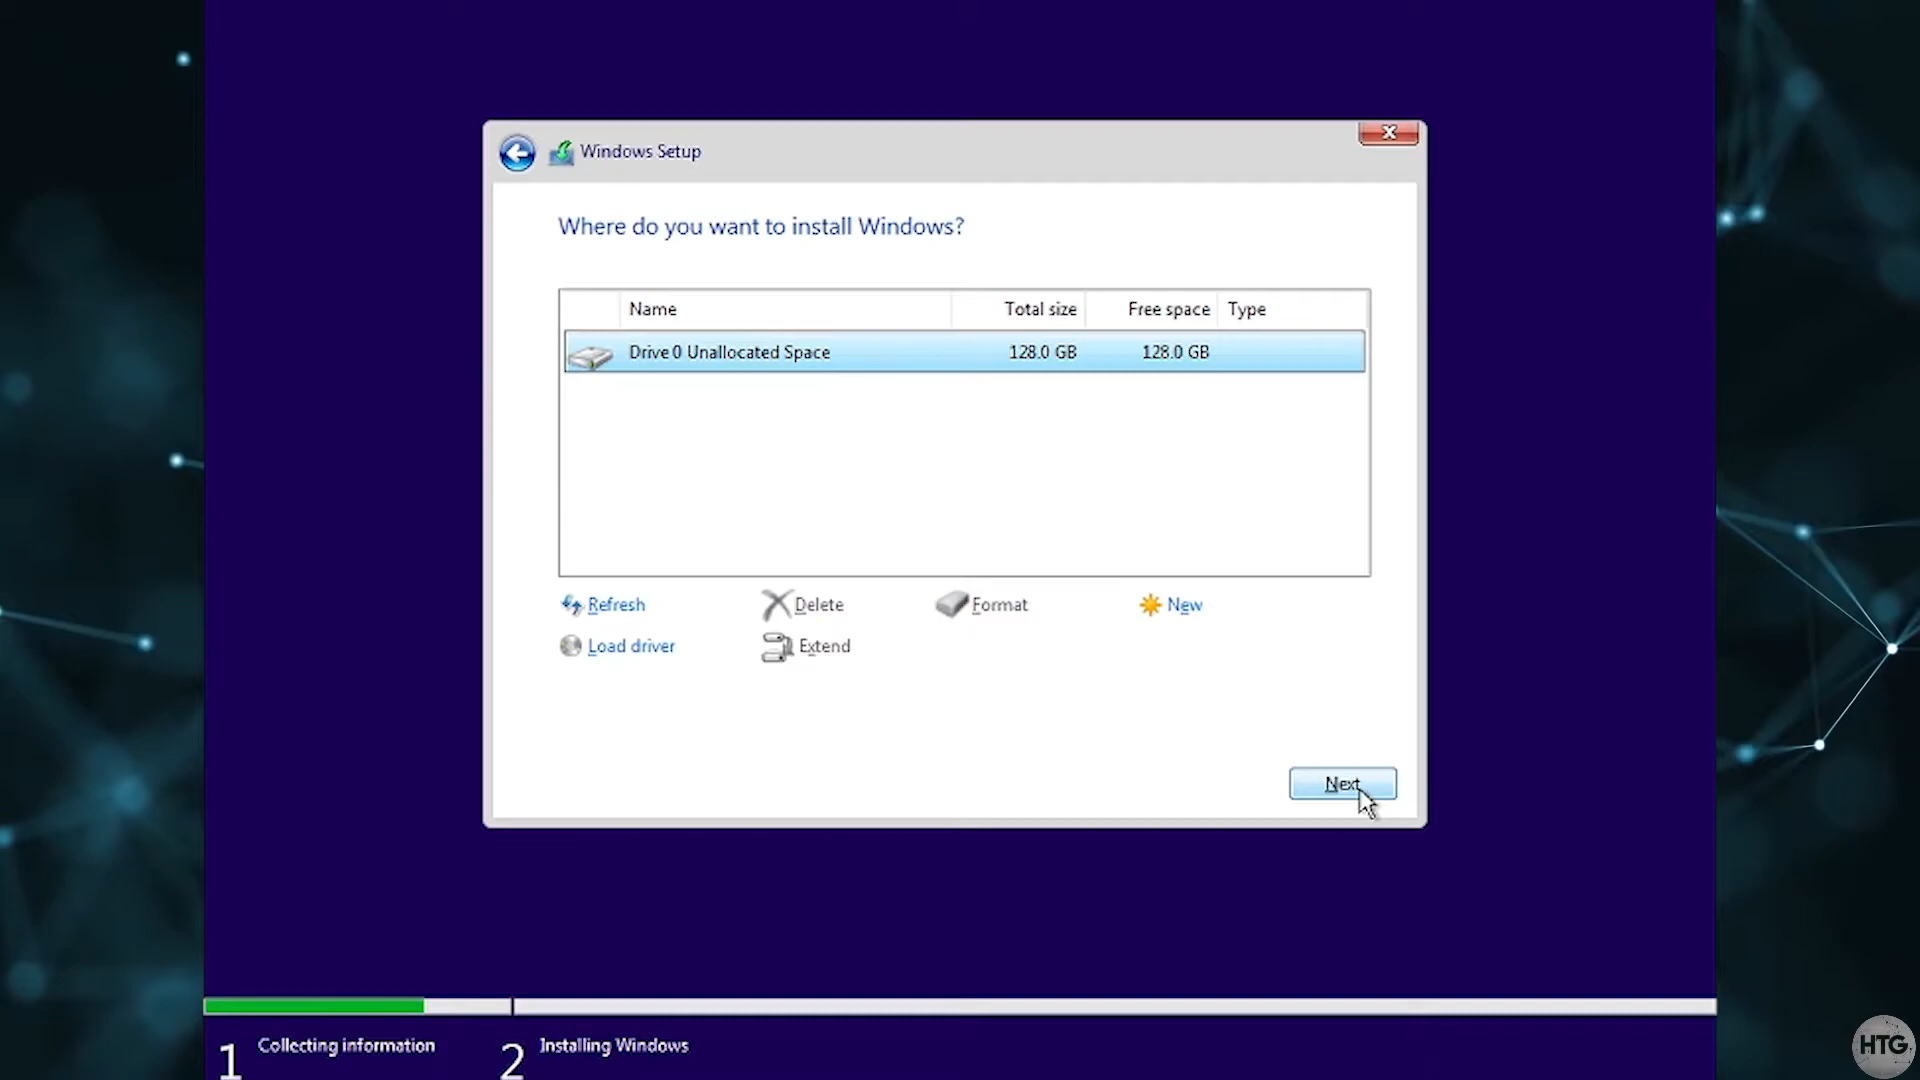 Windows Setup
x
Where do you want to install Windows?
Name Total size Free space Type
Drive 0 Unallocated Space 128.0 GB 128.0 GB
Refresh Delete Format New
Load driver Extend
Next
1 Collecting information 2 Installing Windows
HTG